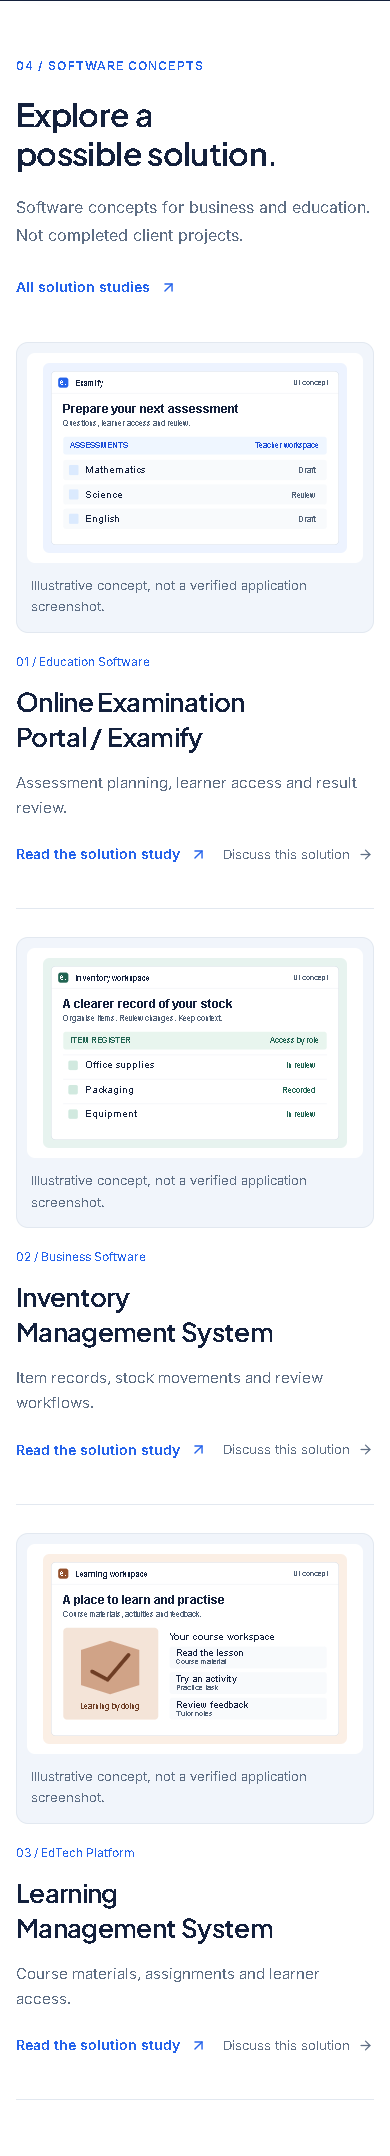 04 / SOFTWARE CONCEPTS
Explore a
possible solution.
Software concepts for business and education.
Not completed client projects.
All solution studies
e. Examify UI concept
Prepare your next assessment
Questions, learner access and review.
ASSESSMENTS Teacher workspace
Mathematics Draft
Science Review
English Draft
Illustrative concept, not a verified application
screenshot.
01 / Education Software
Online Examination
Portal / Examify
Assessment planning, learner access and result
review.
Read the solution study Discuss this solution
e. Inventory workspace UI concept
A clearer record of your stock
Organise items. Review changes. Keep context.
ITEM REGISTER Access by role
Office supplies In review
Packaging Recorded
Equipment In review
Illustrative concept, not a verified application
screenshot.
02 / Business Software
Inventory
Management System
Item records, stock movements and review
workflows.
Read the solution study Discuss this solution
e. Learning workspace UI concept
A place to learn and practise
Course materials, activities and feedback.
Your course workspace
Read the lesson
Course material
Try an activity
Practice task
Review feedback
Tutor notes
Learning by doing
Illustrative concept, not a verified application
screenshot.
03 / EdTech Platform
Learning
Management System
Course materials, assignments and learner
access.
Read the solution study Discuss this solution